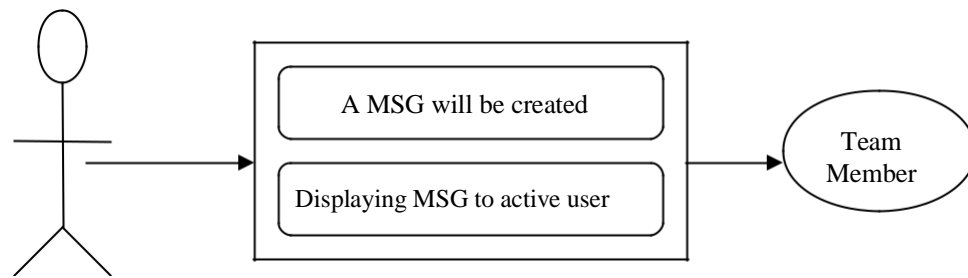 A MSG will be created
Displaying MSG to active user
Team
Member